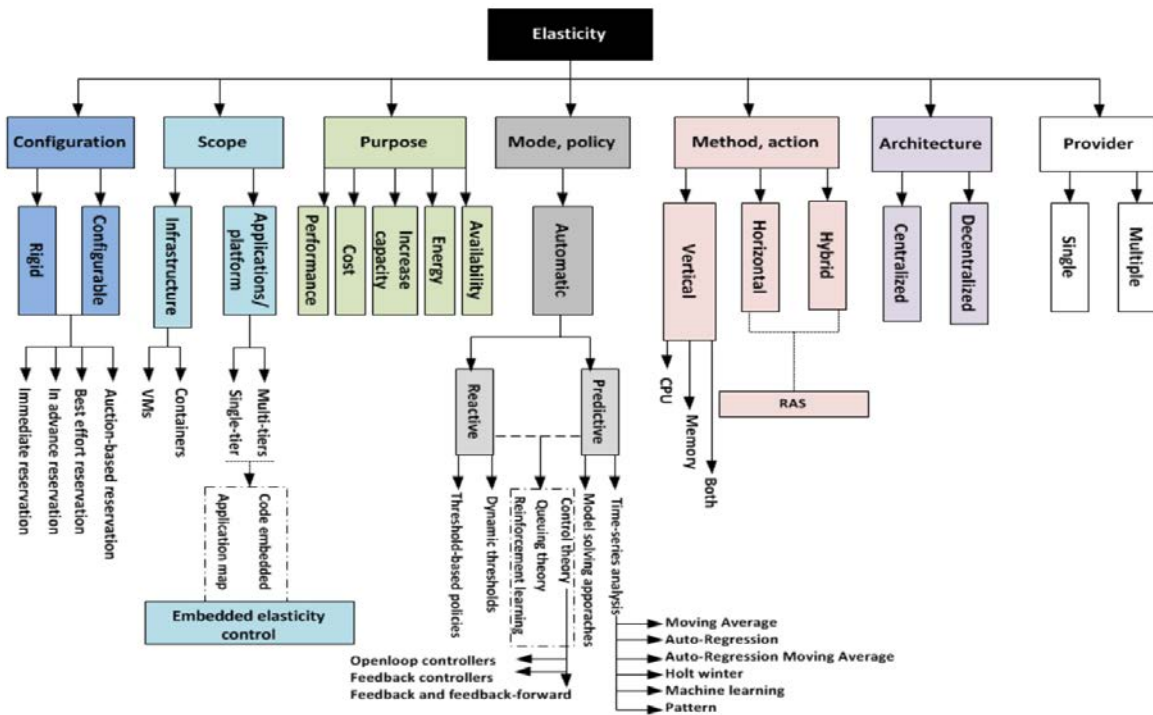 Elasticity
Configuration
Scope
Purpose
Mode, policy
Method, action
Architecture
Provider
Rigid
Configurable
Infrastructure
Applications/
platform
Performance
Cost
Increase
capacity
Energy
Availability
Automatic
Vertical
Horizontal
Hybrid
Centralized
Decentralized
Single
Multiple
Immediate reservation
In advance reservation
Best effort reservation
Auction-based reservation
VMs
Containers
Single-tier
Multi-tiers
Reactive
Predictive
CPU
Memory
Both
RAS
Application map
Code embedded
Embedded elasticity
control
Threshold-based policies
Dynamic thresholds
Reinforcement learning
Queuing theory
Control theory
Model solving apporaches
Time-series analysis
Openloop controllers
Feedback controllers
Feedback and feedback-forward
Moving Average
Auto-Regression
Auto-Regression Moving Average
Holt winter
Machine learning
Pattern